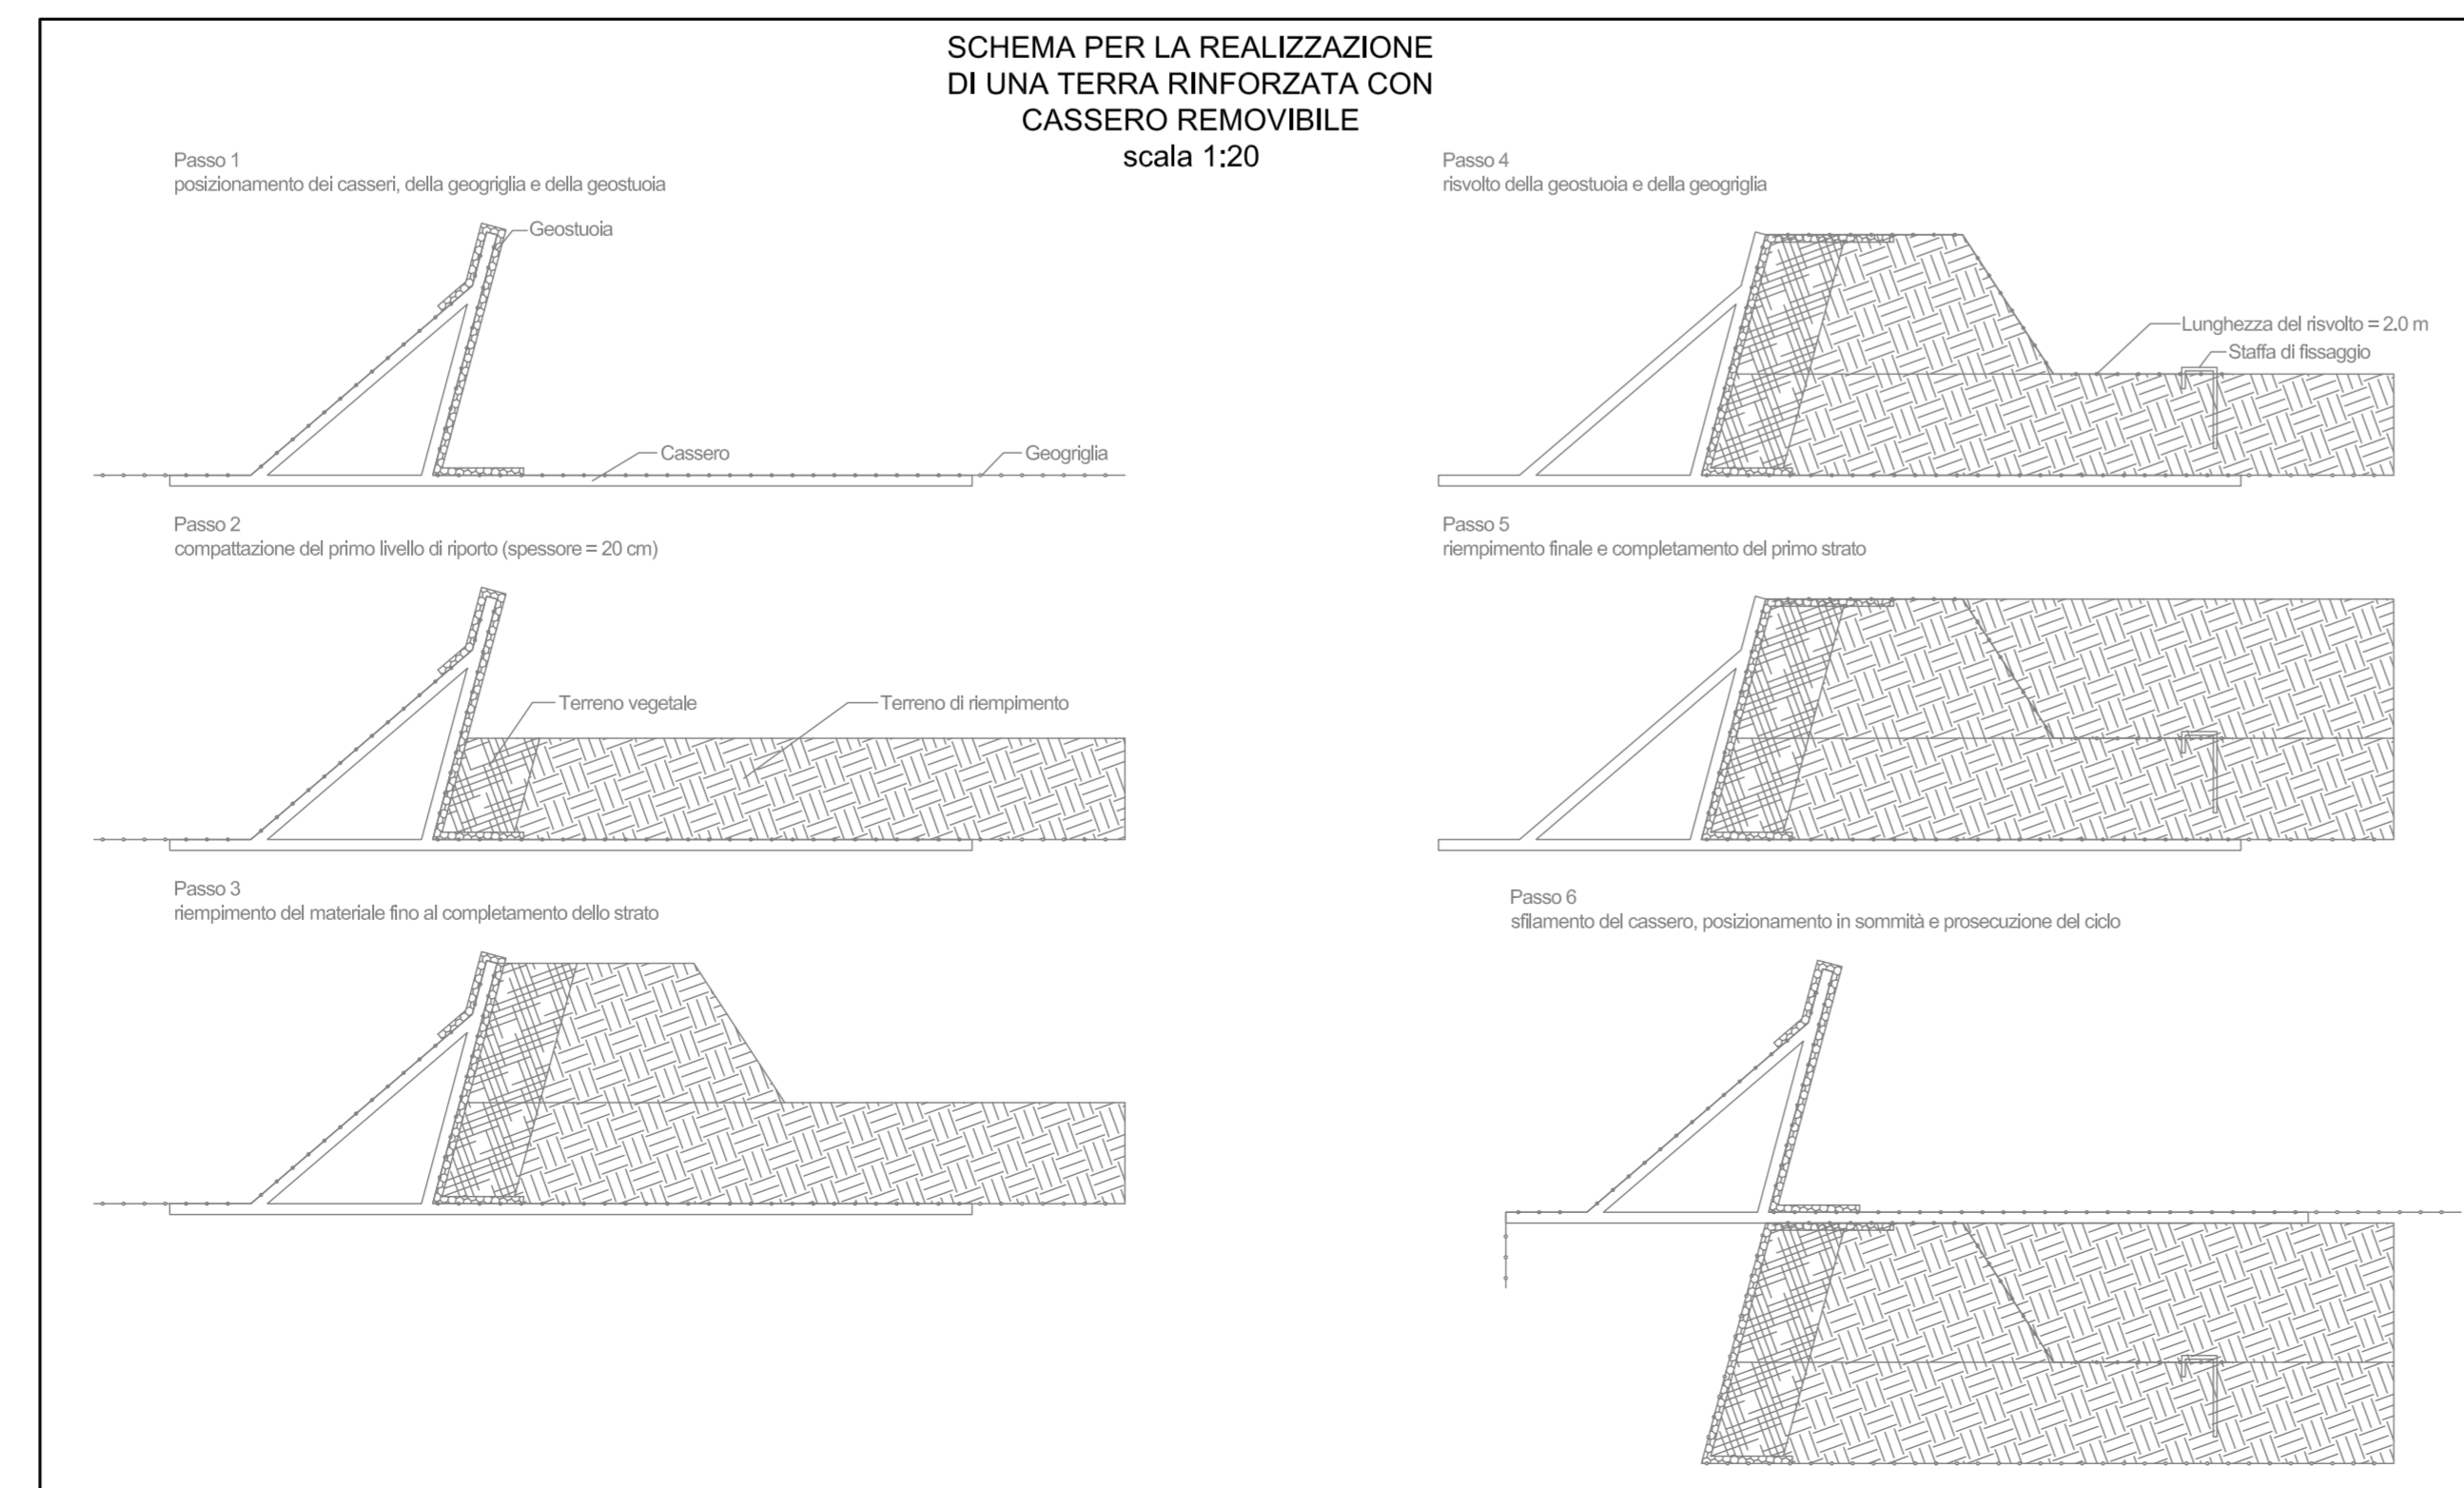 SCHEMA PER LA REALIZZAZIONE
DI UNA TERRA RINFORZATA CON
CASSERO REMOVIBILE
scala 1:20
Passo 1
posizionamento dei casseri, della geogriglia e della geostuoia
Geostuoia
Cassero
Geogriglia
Passo 2
compattazione del primo livello di riporto (spessore = 20 cm)
Terreno vegetale
Terreno di riempimento
Passo 3
riempimento del materiale fino al completamento dello strato
Passo 4
risvolto della geostuoia e della geogriglia
Lunghezza del risvolto = 2.0 m
Staffa di fissaggio
Passo 5
riempimento finale e completamento del primo strato
Passo 6
sfilamento del cassero, posizionamento in sommità e prosecuzione del ciclo